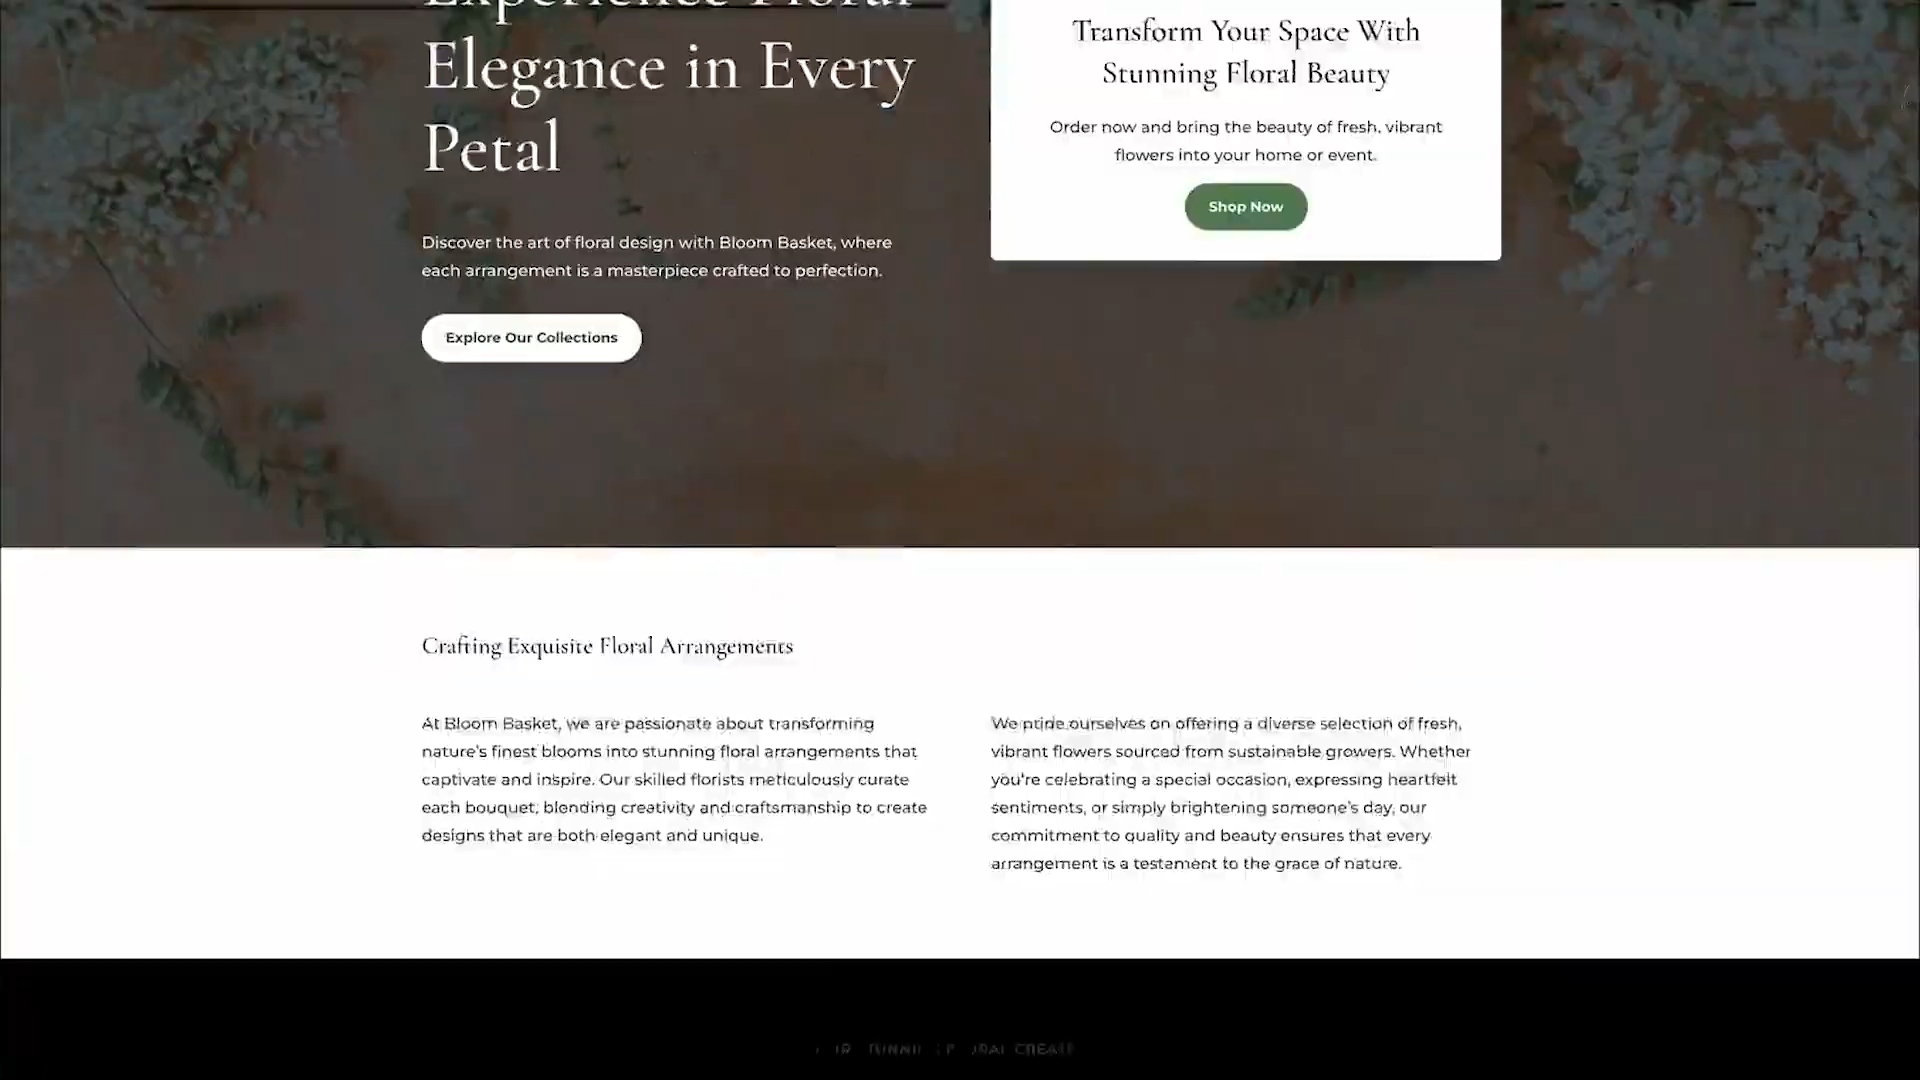 Experience Floral
Elegance in Every
Petal
Discover the art of floral design with Bloom Basket, where
each arrangement is a masterpiece crafted to perfection.
Explore Our Collections
Transform Your Space With
Stunning Floral Beauty
Order now and bring the beauty of fresh, vibrant
flowers into your home or event.
Shop Now
Crafting Exquisite Floral Arrangements
At Bloom Basket, we are passionate about transforming
nature's finest blooms into stunning floral arrangements that
captivate and inspire. Our skilled florists meticulously curate
each bouquet, blending creativity and craftsmanship to create
designs that are both elegant and unique.
We pride ourselves on offering a diverse selection of fresh,
vibrant flowers sourced from sustainable growers. Whether
you're celebrating a special occasion, expressing heartfelt
sentiments, or simply brightening someone's day, our
commitment to quality and beauty ensures that every
arrangement is a testament to the grace of nature.